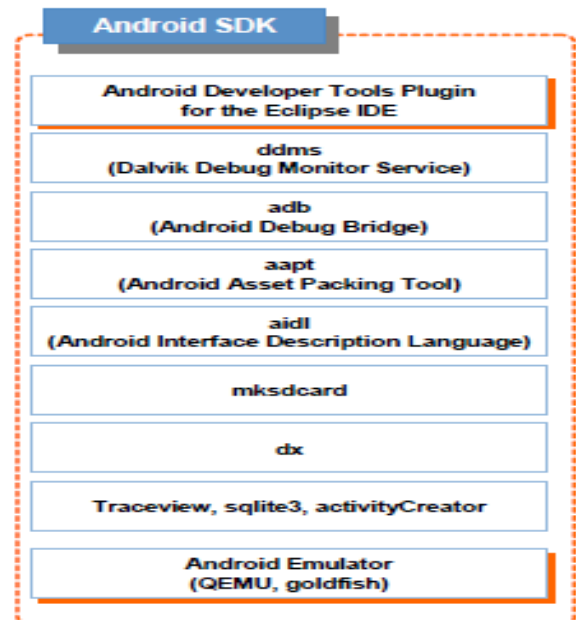 Android SDK
Android Developer Tools Plugin
for the Eclipse IDE
ddms
(Dalvik Debug Monitor Service)
adb
(Android Debug Bridge)
aapt
(Android Asset Packing Tool)
aidl
(Android Interface Description Language)
mksdcard
dx
Traceview, sqlite3, activityCreator
Android Emulator
(QEMU, goldfish)